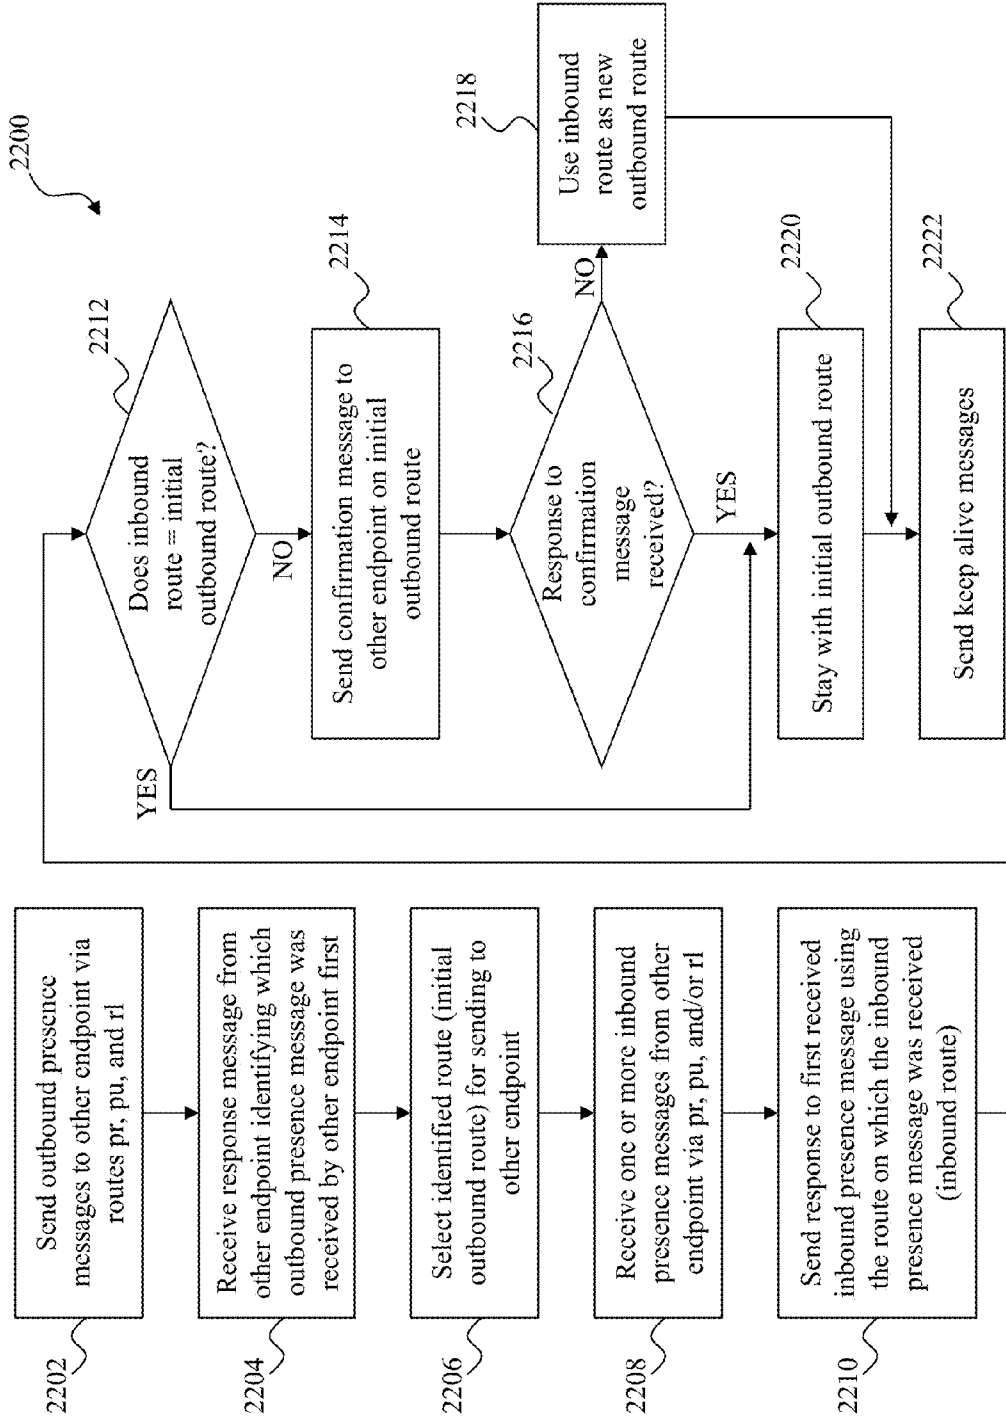 2200
2202
Send outbound presence
messages to other endpoint via
routes pr, pu, and rl
2204
Receive response message from
other endpoint identifying which
outbound presence message was
received by other endpoint first
2206
Select identified route (initial
outbound route) for sending to
other endpoint
2208
Receive one or more inbound
presence messages from other
endpoint via pr, pu, and/or rl
2210
Send response to first received
inbound presence message using
the route on which the inbound
presence message was received
(inbound route)
2212
Does inbound
route = initial
outbound route?
YES
NO
2214
Send confirmation message to
other endpoint on initial
outbound route
2216
Response to
confirmation
message
received?
NO
YES
2218
Use inbound
route as new
outbound route
2220
Stay with initial outbound route
2222
Send keep alive messages